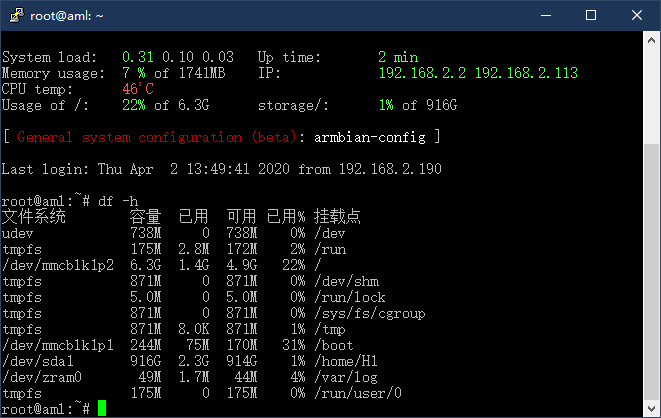 root@aml: ~
System load:   0.31 0.10 0.03   Up time:       2 min
Memory usage:  7 % of 1741MB    IP:            192.168.2.2 192.168.2.113
CPU temp:      46°C
Usage of /:    22% of 6.3G      storage/:      1% of 916G
[ General system configuration (beta): armbian-config ]
Last login: Thu Apr  2 13:49:41 2020 from 192.168.2.190
root@aml:~# df -h
文件系统        容量  已用  可用 已用% 挂载点
udev            738M     0  738M    0% /dev
tmpfs           175M  2.8M  172M    2% /run
/dev/mmcblk1p2  6.3G  1.4G  4.9G   22% /
tmpfs           871M     0  871M    0% /dev/shm
tmpfs           5.0M     0  5.0M    0% /run/lock
tmpfs           871M     0  871M    0% /sys/fs/cgroup
tmpfs           871M  8.0K  871M    1% /tmp
/dev/mmcblk1p1  244M   75M  170M   31% /boot
/dev/sda1       916G  2.3G  914G    1% /home/H1
/dev/zram0       49M  1.7M   44M    4% /var/log
tmpfs           175M     0  175M    0% /run/user/0
root@aml:~#